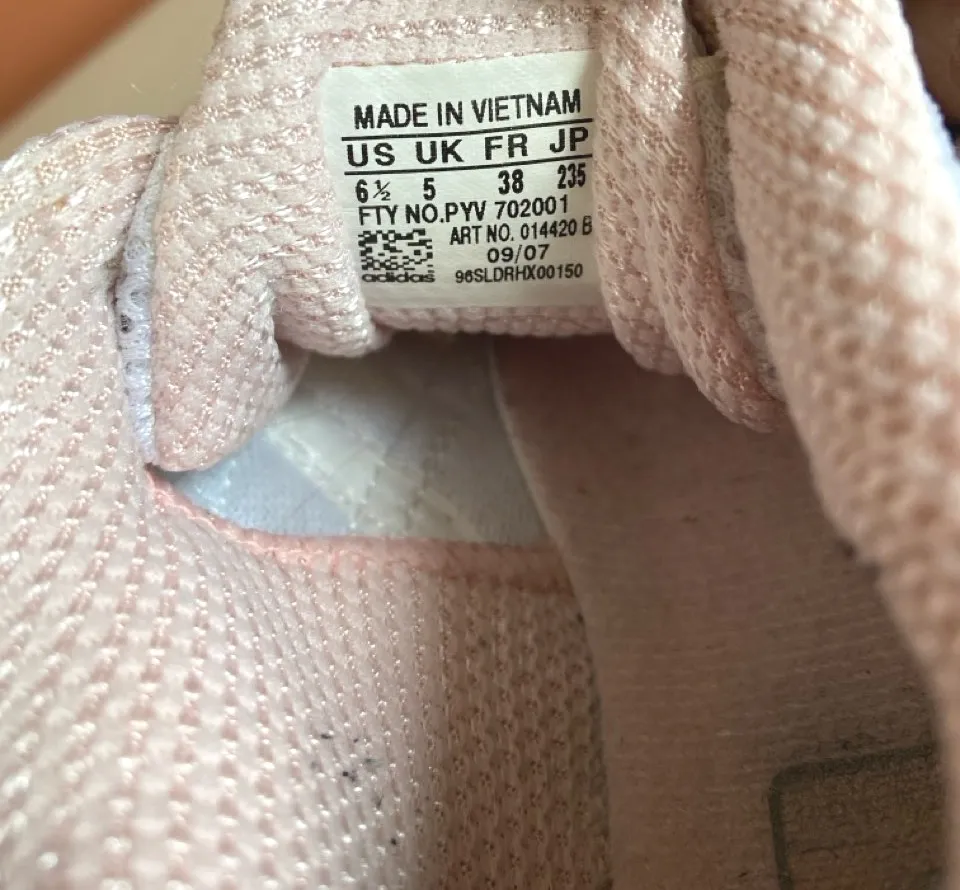 MADE IN VIETNAM
US UK FR JP
6½ 5 38 235
FTY NO.PYV 702001
ART NO. 014420 B
09/07
adidas 96SLDRHX00150